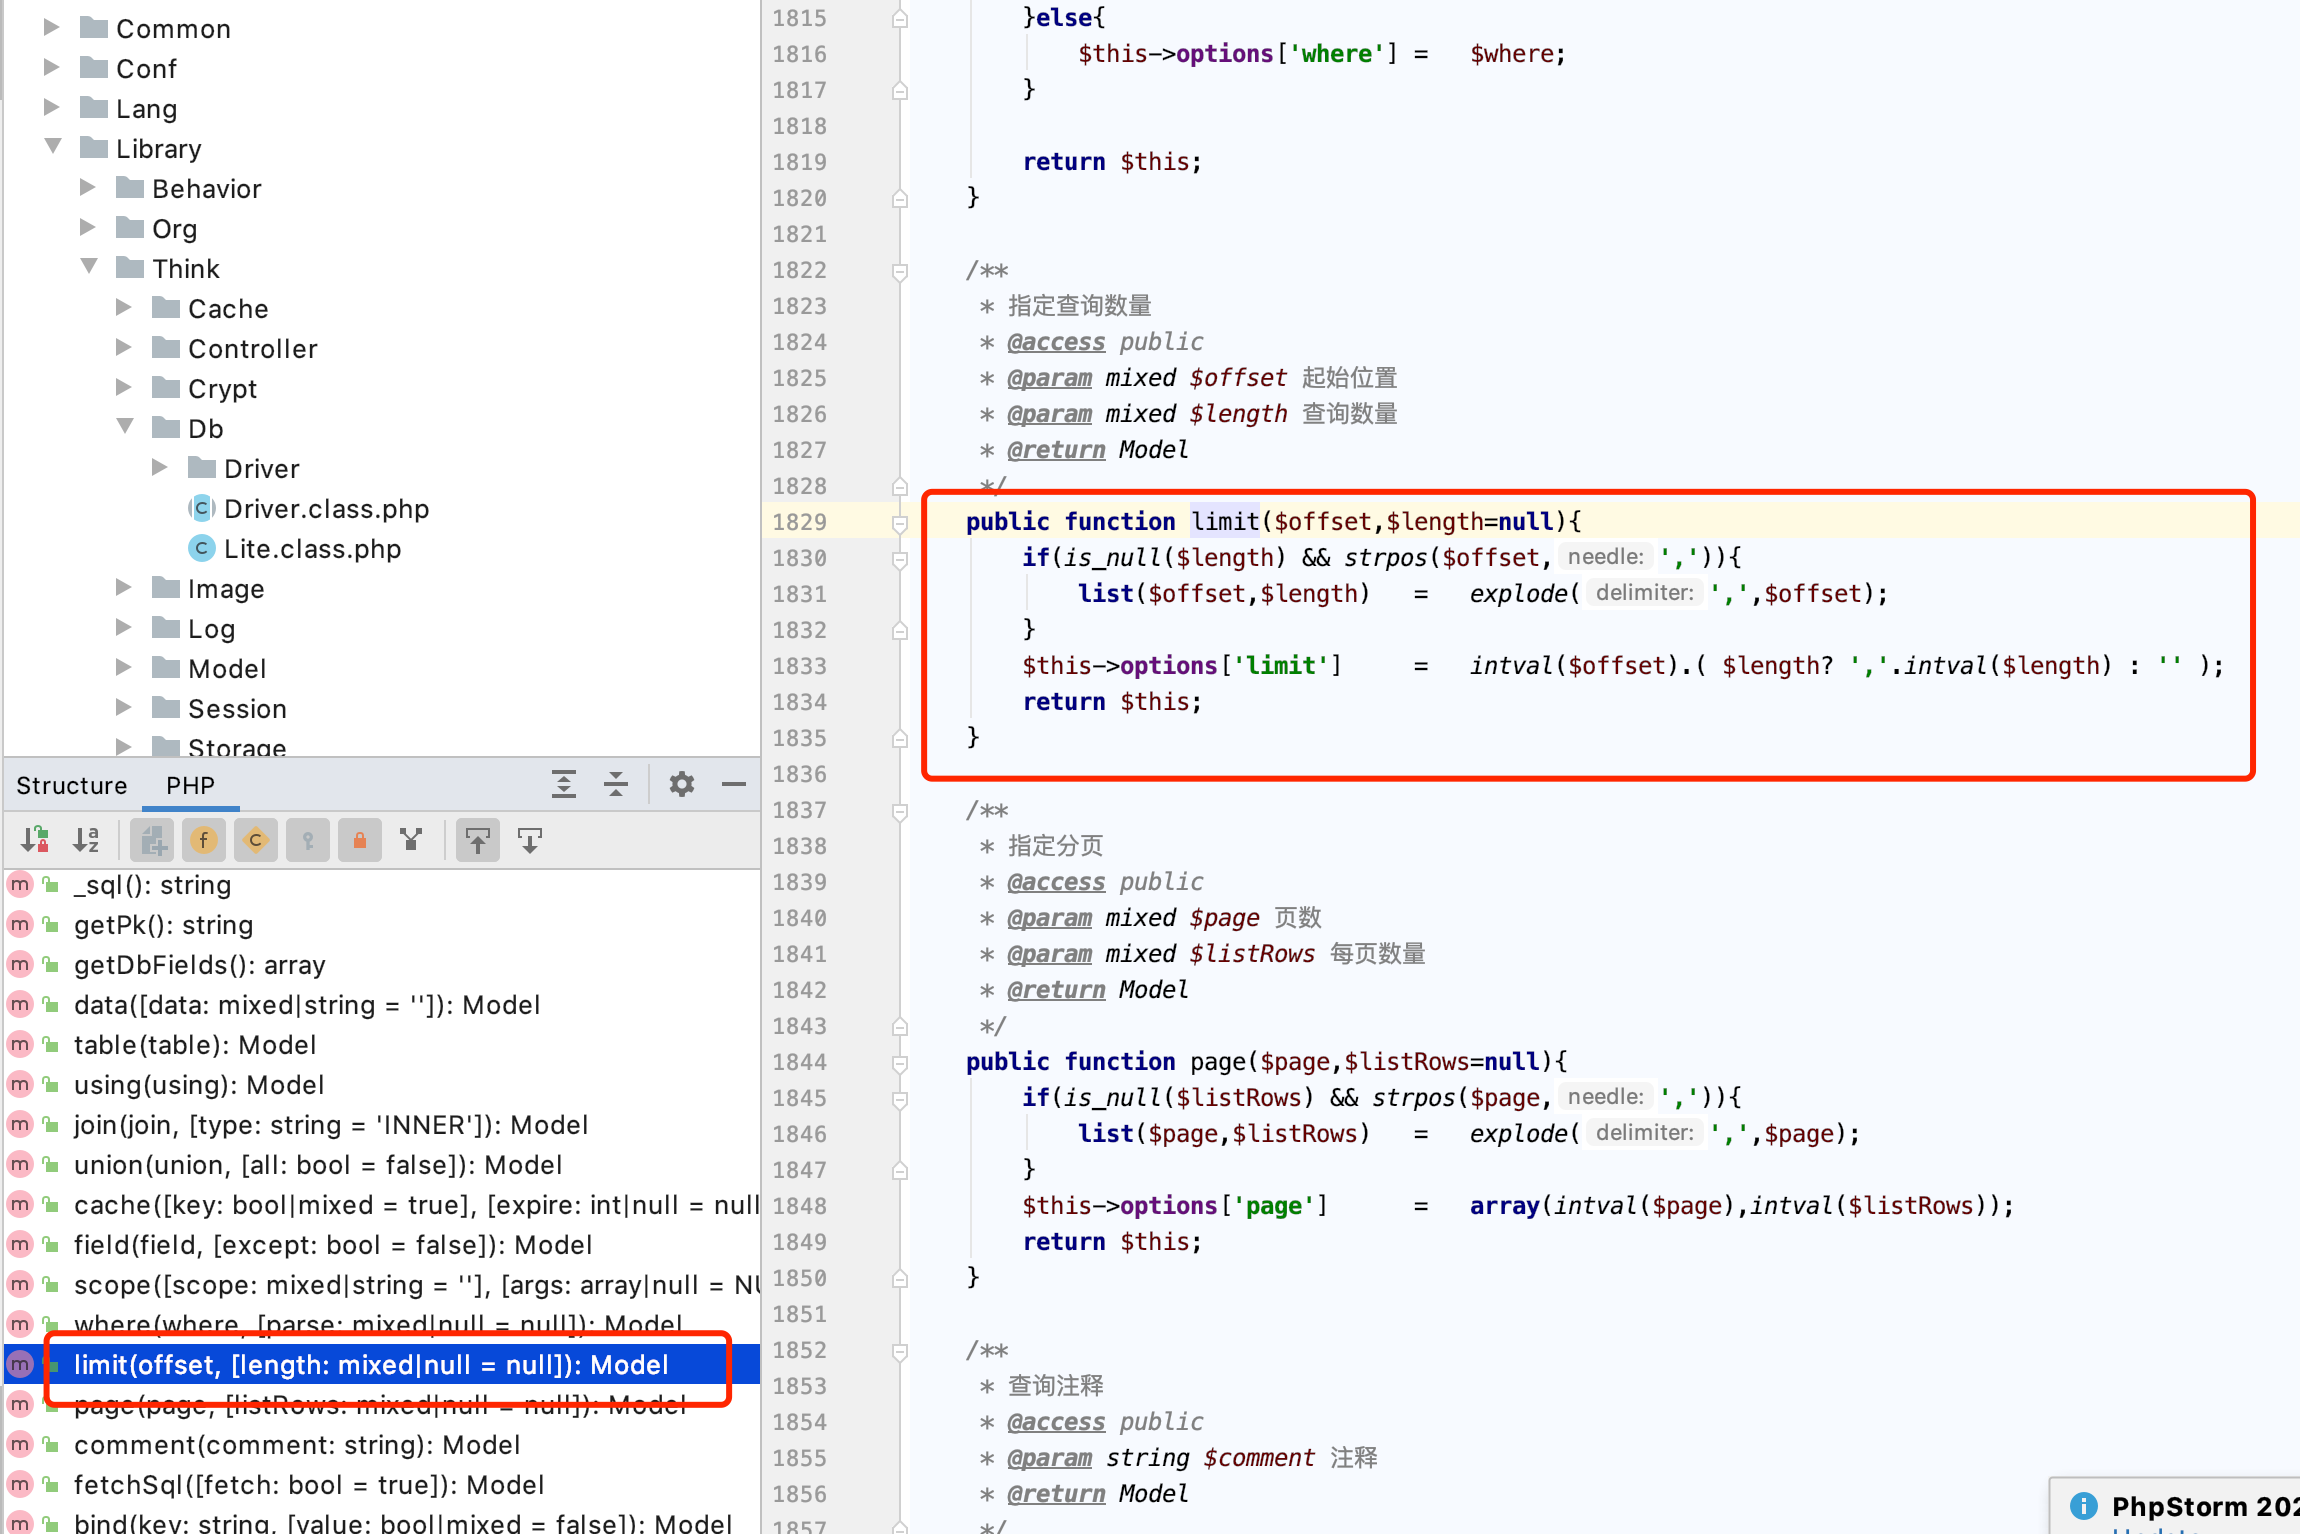 Common
Conf
Lang
Library
Behavior
Org
Think
Cache
Controller
Crypt
Db
Driver
Driver.class.php
Lite.class.php
Image
Log
Model
Session
Storage
Structure PHP
_sql(): string
getPk(): string
getDbFields(): array
data([data: mixed|string = '']): Model
table(table): Model
using(using): Model
join(join, [type: string = 'INNER']): Model
union(union, [all: bool = false]): Model
cache([key: bool|mixed = true], [expire: int|null = null
field(field, [except: bool = false]): Model
scope([scope: mixed|string = ''], [args: array|null = NU
where(where, [parse: mixed|null = null]): Model
limit(offset, [length: mixed|null = null]): Model
page(page, [listRows: mixed|null = null]): Model
comment(comment: string): Model
fetchSql([fetch: bool = true]): Model
bind(key: string, [value: bool|mixed = false]): Model
1815 }else{
1816 $this->options['where'] = $where;
1817 }
1818
1819 return $this;
1820 }
1821
1822 /**
1823 * 指定查询数量
1824 * @access public
1825 * @param mixed $offset 起始位置
1826 * @param mixed $length 查询数量
1827 * @return Model
1828 */
1829 public function limit($offset,$length=null){
1830 if(is_null($length) && strpos($offset, needle: ',')){
1831 list($offset,$length) = explode( delimiter: ',',$offset);
1832 }
1833 $this->options['limit'] = intval($offset).( $length? ','.intval($length) : '' );
1834 return $this;
1835 }
1836
1837 /**
1838 * 指定分页
1839 * @access public
1840 * @param mixed $page 页数
1841 * @param mixed $listRows 每页数量
1842 * @return Model
1843 */
1844 public function page($page,$listRows=null){
1845 if(is_null($listRows) && strpos($page, needle: ',')){
1846 list($page,$listRows) = explode( delimiter: ',',$page);
1847 }
1848 $this->options['page'] = array(intval($page),intval($listRows));
1849 return $this;
1850 }
1851
1852 /**
1853 * 查询注释
1854 * @access public
1855 * @param string $comment 注释
1856 * @return Model
1857 */
PhpStorm 202